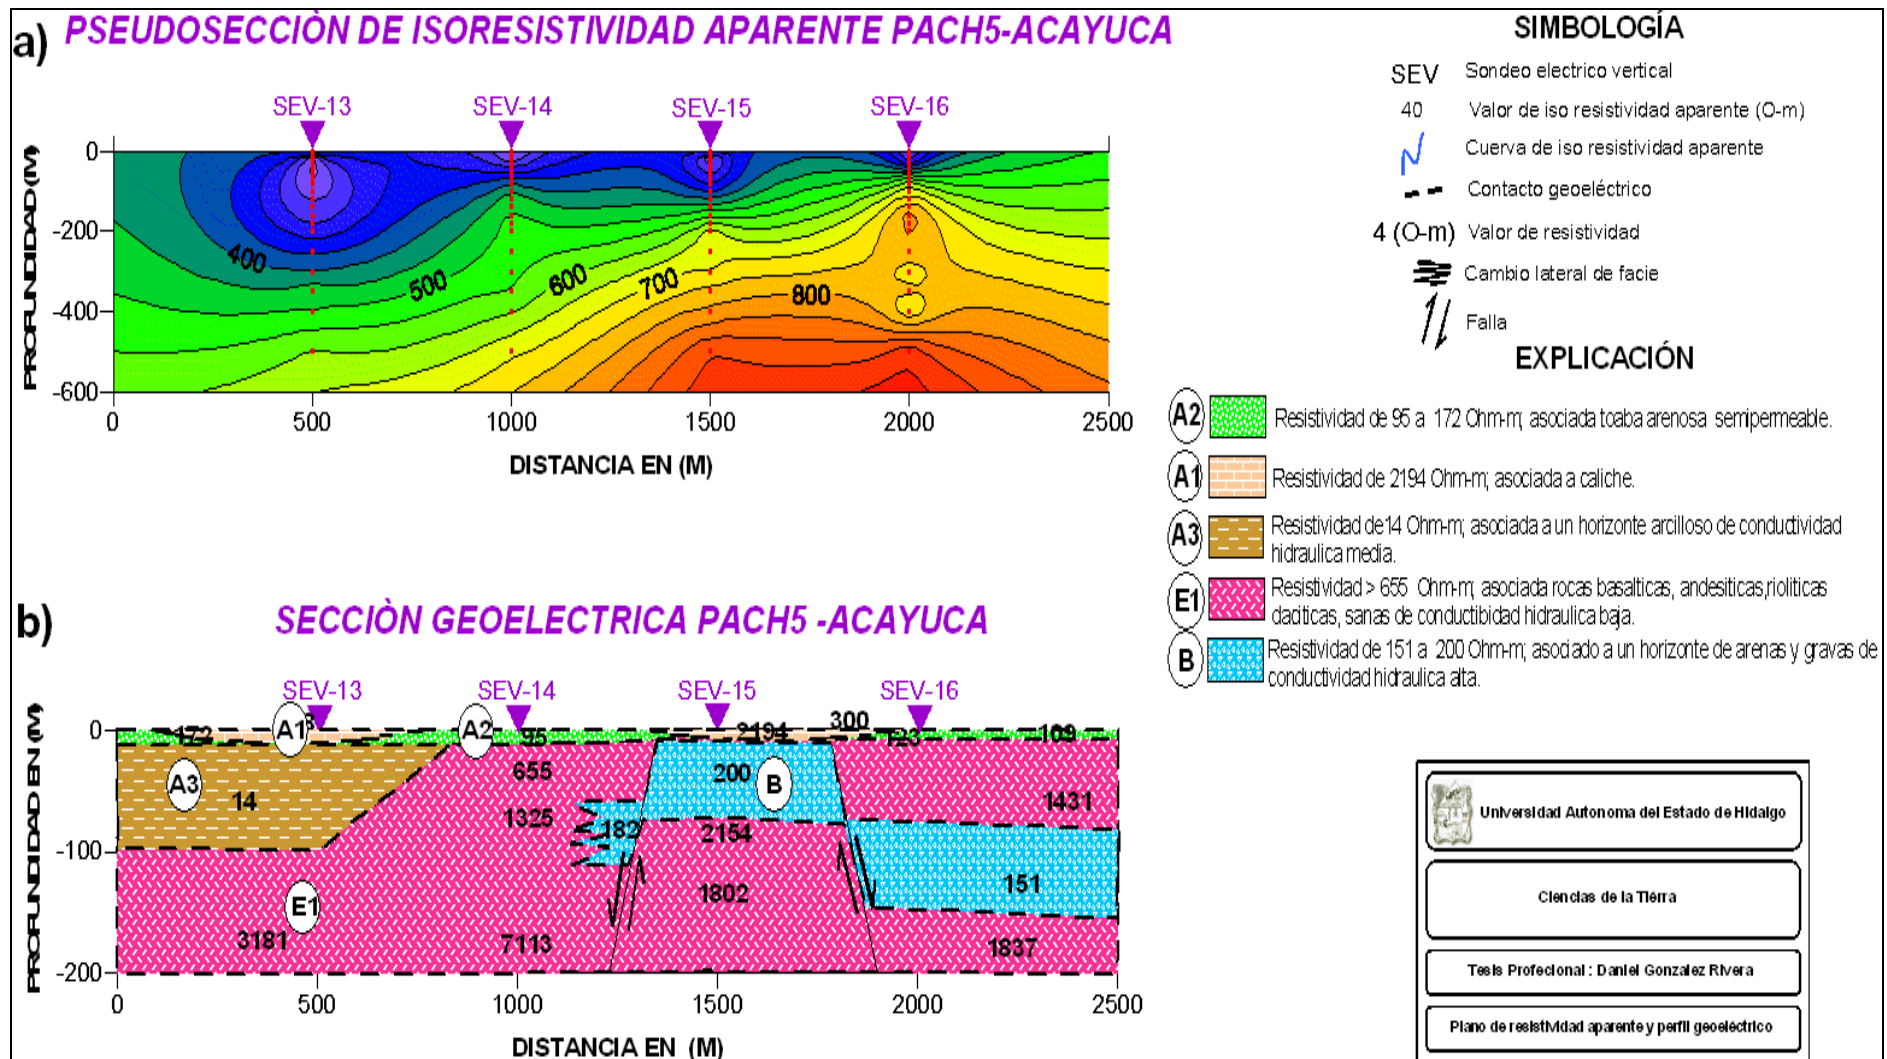 a) PSEUDOSECCIÒN DE ISORESISTIVIDAD APARENTE PACH5-ACAYUCA
SEV-13 SEV-14 SEV-15 SEV-16
PROFUNDIDAD (M)
0
-200
-400
-600
400 500 600 700 800
0 500 1000 1500 2000 2500
DISTANCIA EN (M)
SIMBOLOGÍA
SEV Sondeo electrico vertical
40 Valor de iso resistividad aparente (O-m)
Cuerva de iso resistividad aparente
Contacto geoeléctrico
4 (O-m) Valor de resistividad
Cambio lateral de facie
Falla
EXPLICACIÓN
A2 Resistividad de 95 a 172 Ohm-m; asociada toaba arenosa semipermeable.
A1 Resistividad de 2194 Ohm-m; asociada a caliche.
A3 Resistividad de 14 Ohm-m; asociada a un horizonte arcilloso de conductividad
hidraulica media.
E1 Resistividad > 655 Ohm-m; asociada rocas basalticas, andesiticas,rioliticas
daciticas, sanas de conductibidad hidraulica baja.
B Resistividad de 151 a 200 Ohm-m; asociado a un horizonte de arenas y gravas de
conductividad hidraulica alta.
b) SECCIÒN GEOELECTRICA PACH5 -ACAYUCA
SEV-13 SEV-14 SEV-15 SEV-16
PROFUNDIDAD EN (M)
0
-100
-200
172 A1 A2 95 2194 300 123 109
A3 14 655 200 B 1431
1325 182 2154
E1 1802 151
3181 7113 1837
0 500 1000 1500 2000 2500
DISTANCIA EN (M)
Universidad Autonoma del Estado de Hidalgo
Ciencias de la Tiérra
Tesis Profecional : Daniel Gonzalez Rivera
Plano de resistividad aparente y perfil geoeléctrico